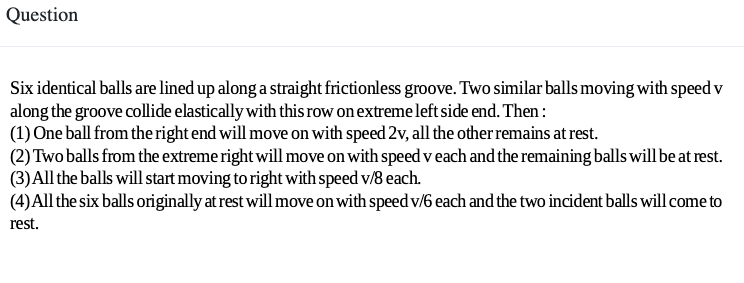 Question
Six identical balls are lined up along a straight frictionless groove. Two similar balls moving with speed v
along the groove collide elastically with this row on extreme left side end. Then :
(1) One ball from the right end will move on with speed 2v, all the other remains at rest.
(2) Two balls from the extreme right will move on with speed v each and the remaining balls will be at rest.
(3) All the balls will start moving to right with speed v/8 each.
(4) All the six balls originally at rest will move on with speed v/6 each and the two incident balls will come to
rest.